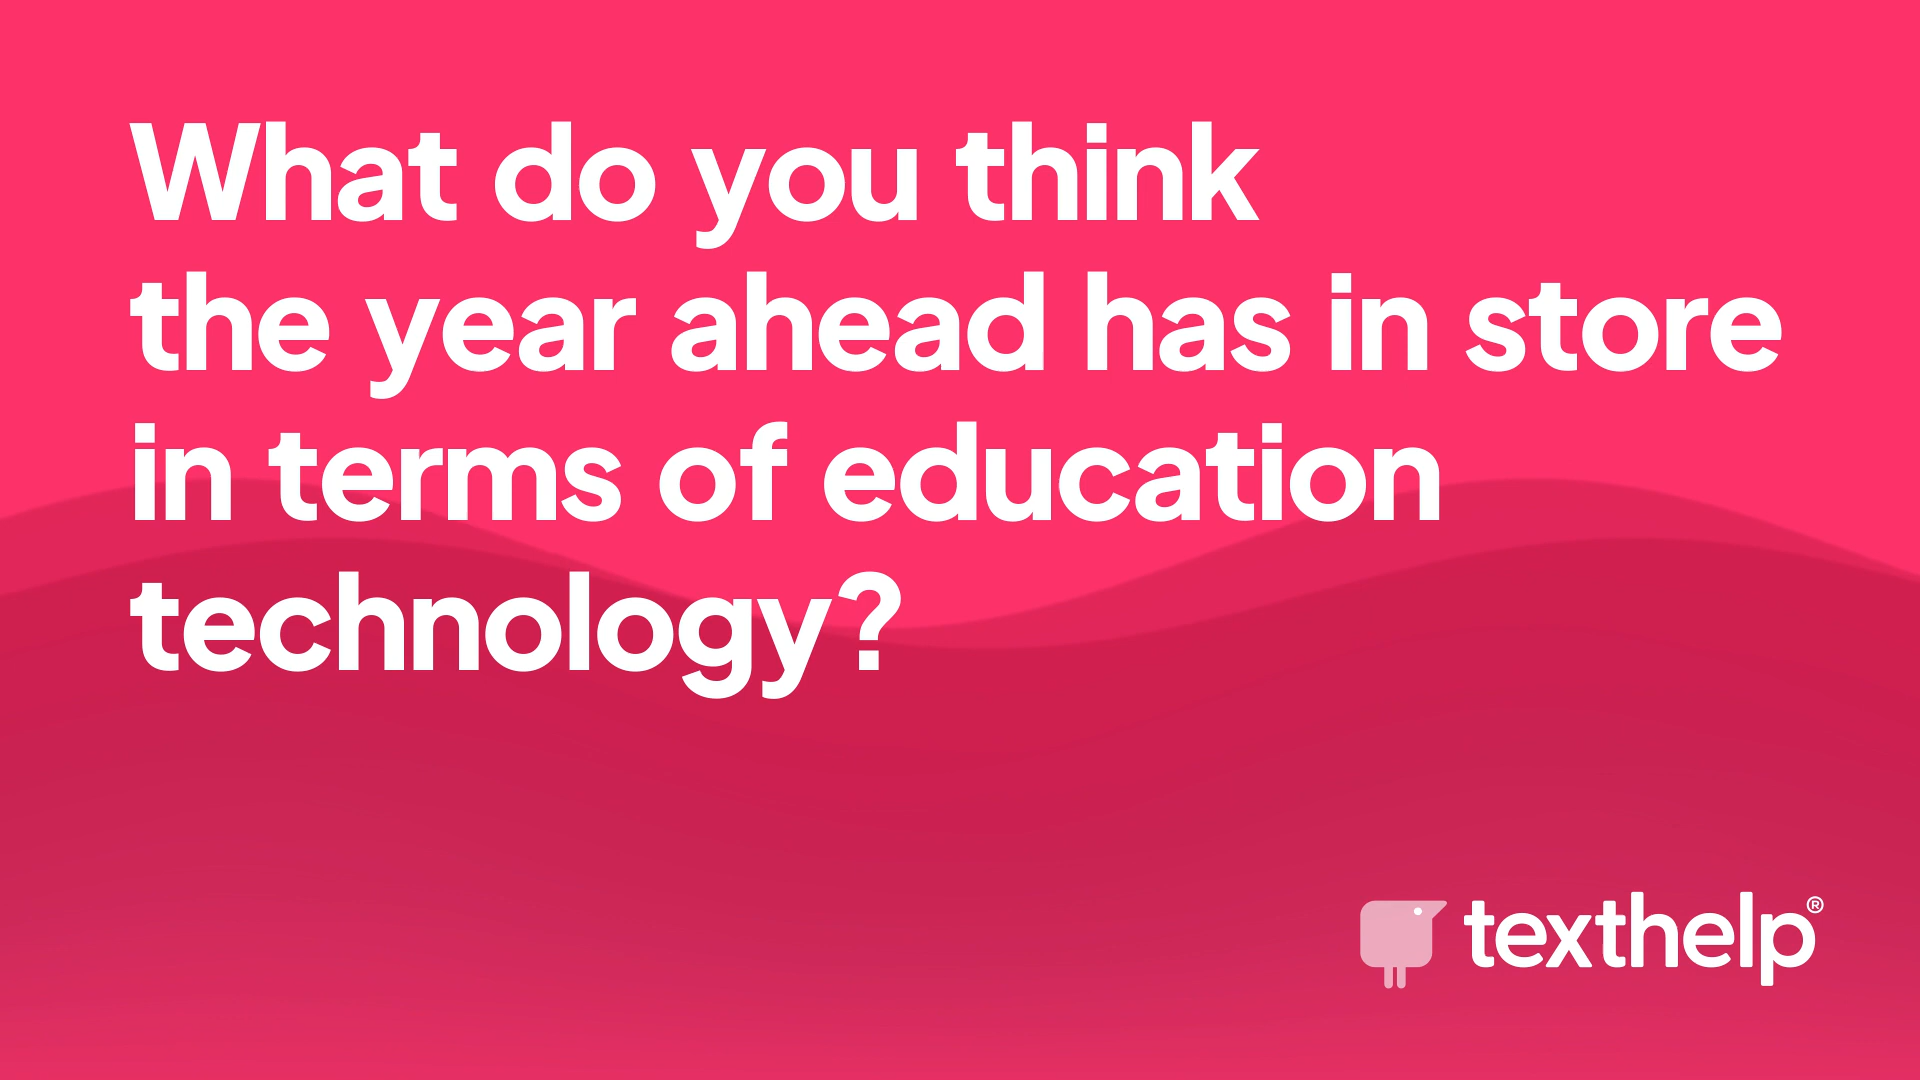 What do you think
the year ahead has in store
in terms of education
technology?
texthelp®